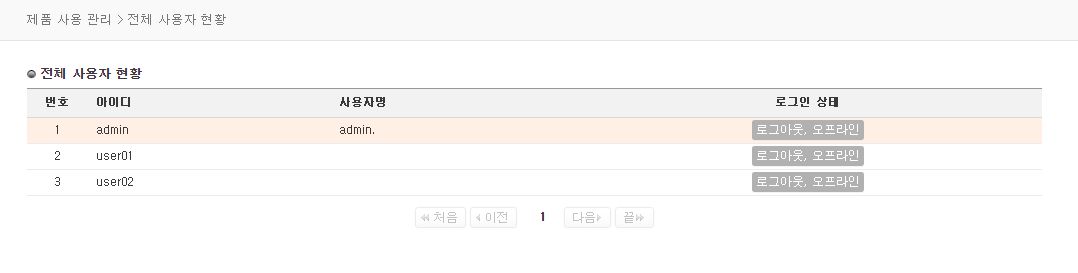 제품 사용 관리 > 전체 사용자 현황
전체 사용자 현황
번호 아이디 사용자명 로그인 상태
1 admin admin. 로그아웃, 오프라인
2 user01 로그아웃, 오프라인
3 user02 로그아웃, 오프라인
처음 이전 1 다음 끝